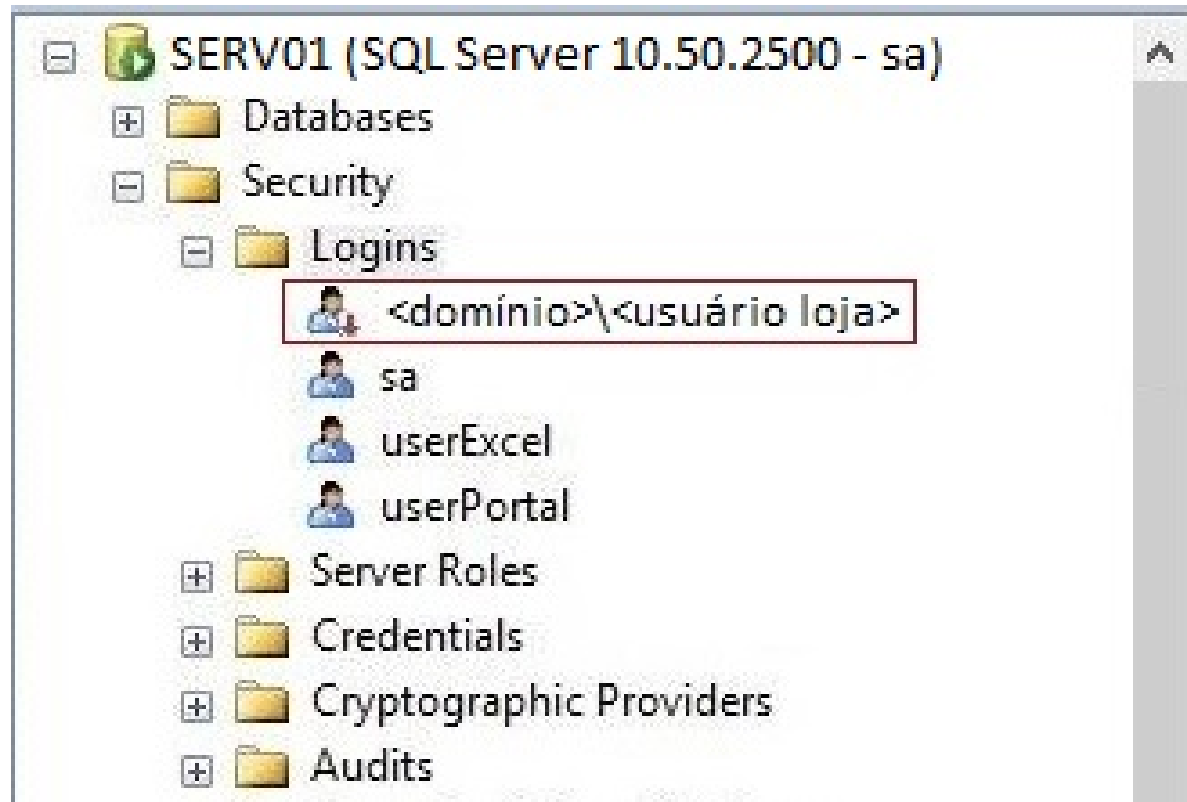 SERV01 (SQL Server 10.50.2500 - sa)
Databases
Security
Logins
<domínio>\<usuário loja>
sa
userExcel
userPortal
Server Roles
Credentials
Cryptographic Providers
Audits